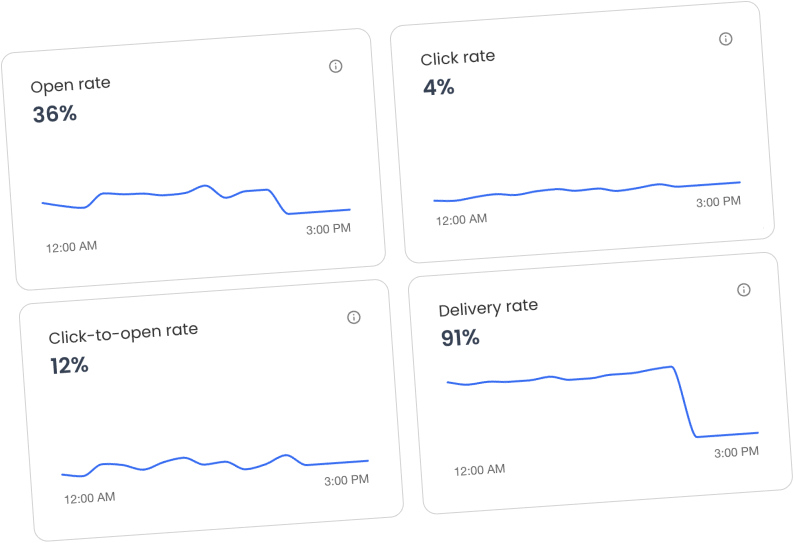 Open rate
36%
12:00 AM
3:00 PM
Click rate
4%
12:00 AM
3:00 PM
Click-to-open rate
12%
12:00 AM
3:00 PM
Delivery rate
91%
12:00 AM
3:00 PM